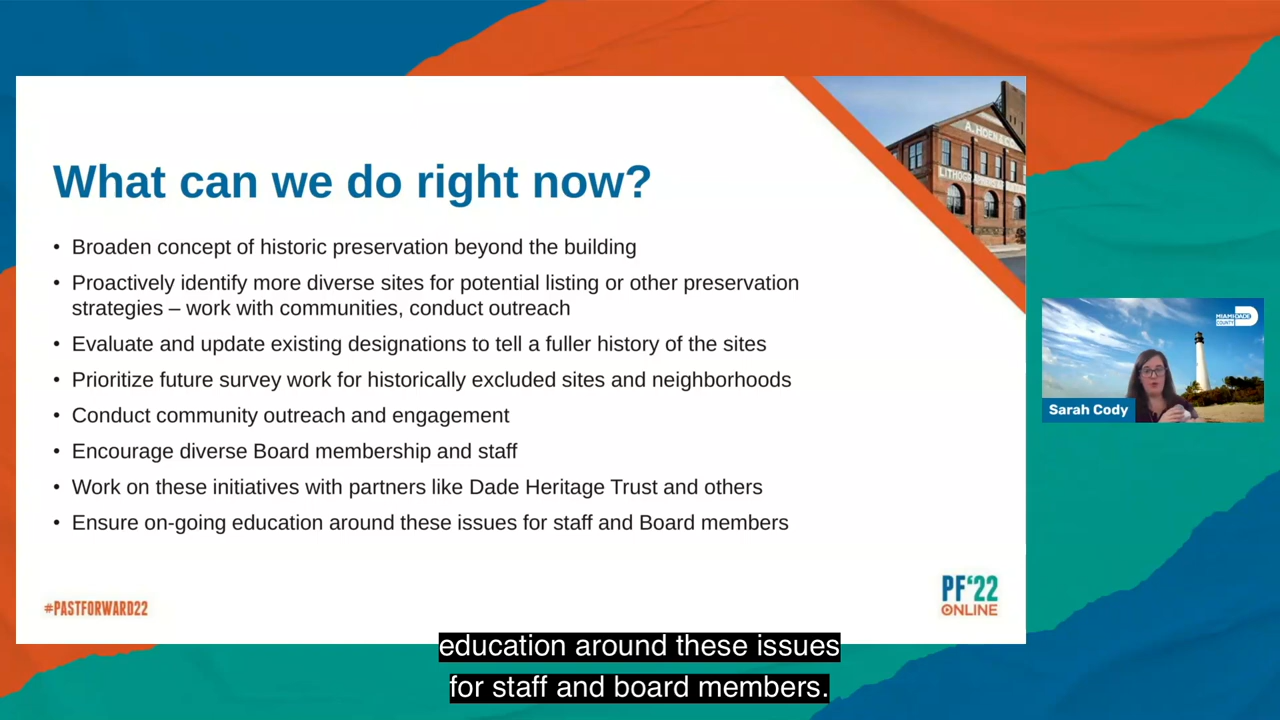 What can we do right now?
• Broaden concept of historic preservation beyond the building
• Proactively identify more diverse sites for potential listing or other preservation
strategies – work with communities, conduct outreach
• Evaluate and update existing designations to tell a fuller history of the sites
• Prioritize future survey work for historically excluded sites and neighborhoods
• Conduct community outreach and engagement
• Encourage diverse Board membership and staff
• Work on these initiatives with partners like Dade Heritage Trust and others
• Ensure on-going education around these issues for staff and Board members
#PASTFORWARD22
PF‘22
ONLINE
A. HOEN & CO.
LITHOGRAPHERS
MIAMI-DADE
COUNTY
Sarah Cody
education around these issues
for staff and board members.